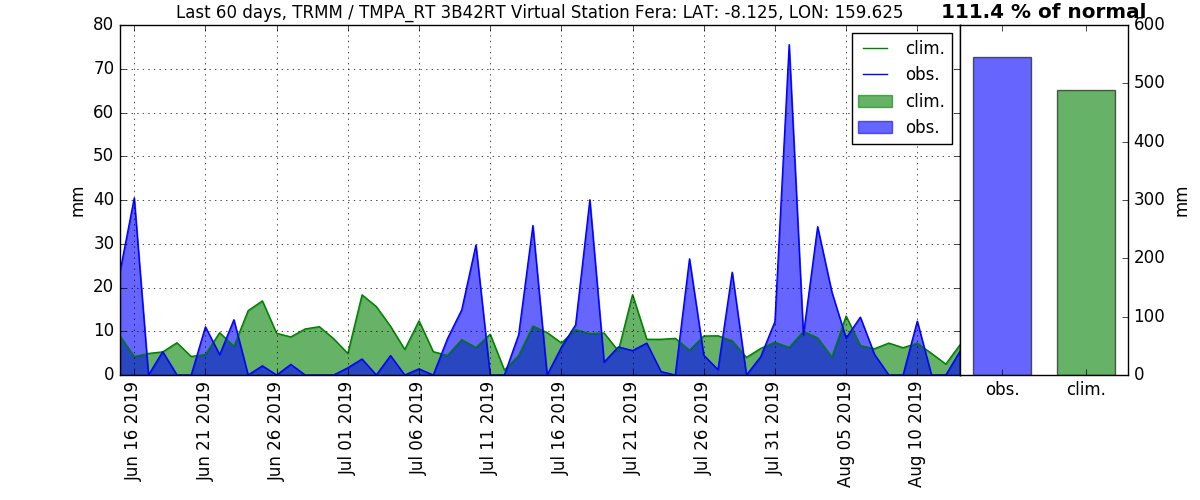 Last 60 days, TRMM / TMPA_RT 3B42RT Virtual Station Fera: LAT: -8.125, LON: 159.625
111.4 % of normal
80
70
60
50
40
30
20
10
0
mm
clim.
obs.
clim.
obs.
Jun 16 2019
Jun 21 2019
Jun 26 2019
Jul 01 2019
Jul 06 2019
Jul 11 2019
Jul 16 2019
Jul 21 2019
Jul 26 2019
Jul 31 2019
Aug 05 2019
Aug 10 2019
600
500
400
300
200
100
0
mm
obs.
clim.